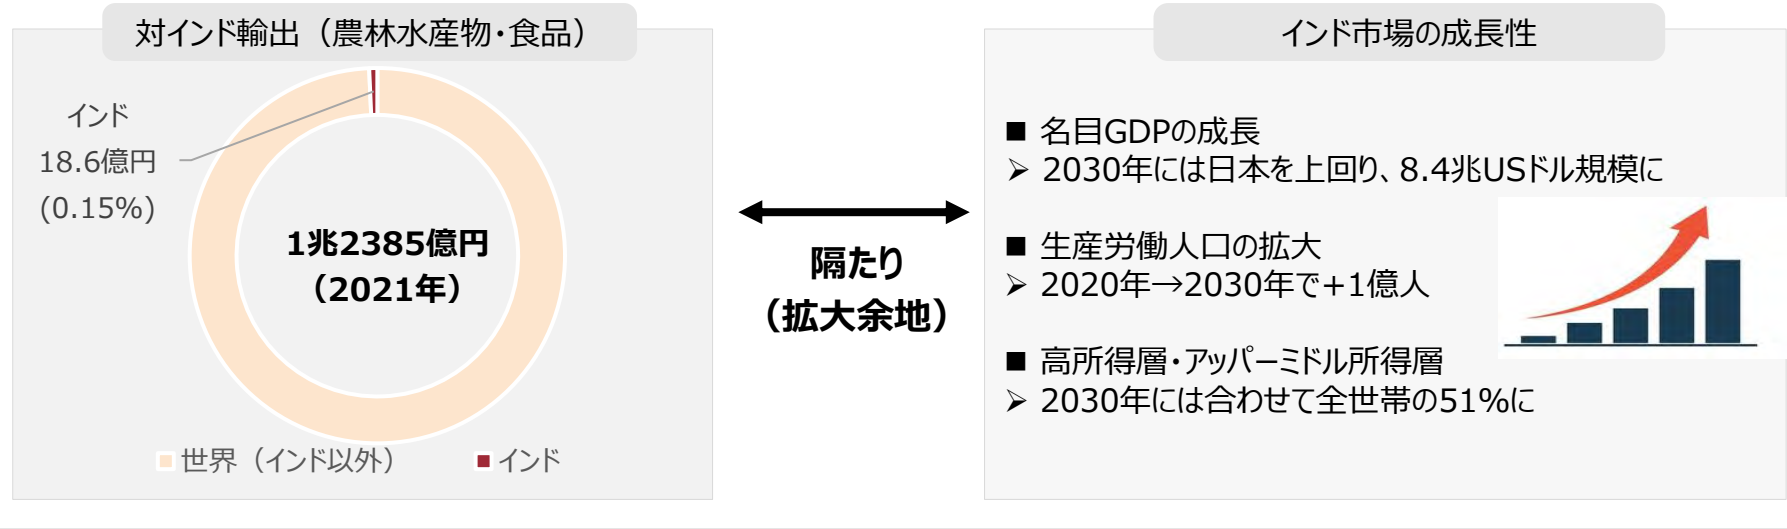 対インド輸出（農林水産物・食品）
インド
18.6億円
(0.15%)
1兆2385億円
（2021年）
世界（インド以外）
インド
隔たり
（拡大余地）
インド市場の成長性
■ 名目GDPの成長
➢ 2030年には日本を上回り、8.4兆USドル規模に
■ 生産労働人口の拡大
➢ 2020年→2030年で+1億人
■ 高所得層・アッパーミドル所得層
➢ 2030年には合わせて全世帯の51%に